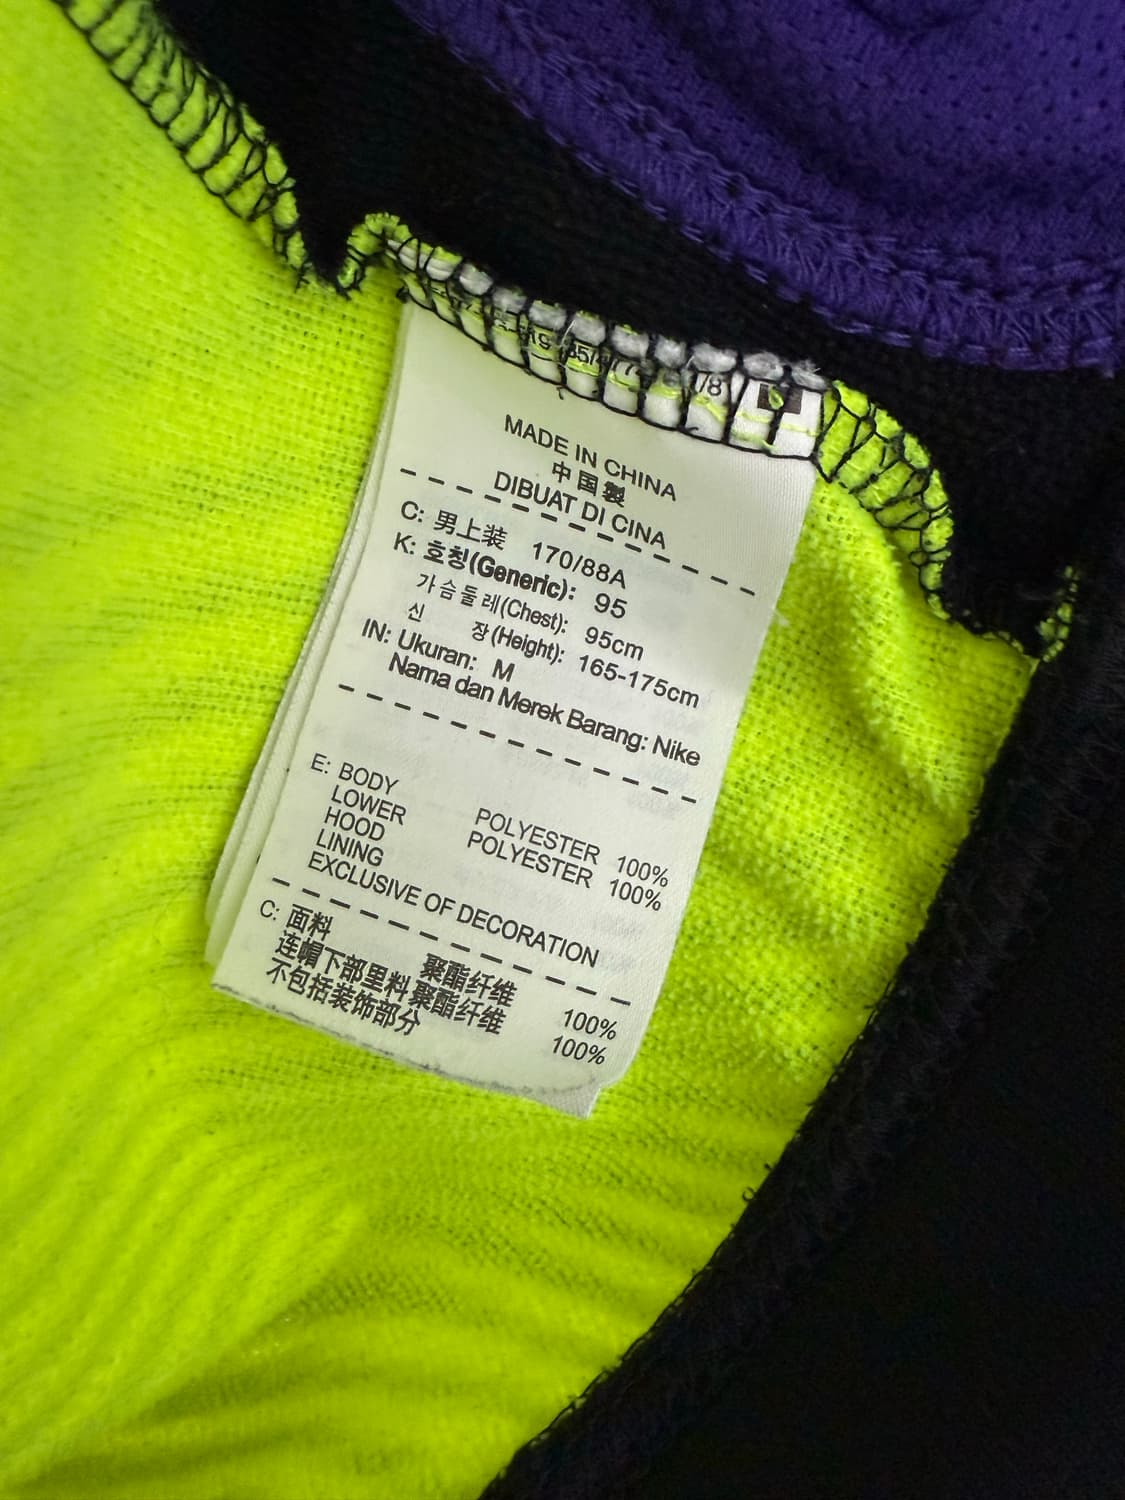 MADE IN CHINA
中国製
DIBUAT DI CINA
C: 男上装 170/88A
K: 호칭(Generic): 95
가슴둘레(Chest): 95cm
신 장(Height): 165-175cm
IN: Ukuran: M
Nama dan Merek Barang: Nike
E: BODY POLYESTER 100%
LOWER HOOD LINING POLYESTER 100%
EXCLUSIVE OF DECORATION
C: 面料 聚酯纤维 100%
连帽下部里料 聚酯纤维 100%
不包括装饰部分